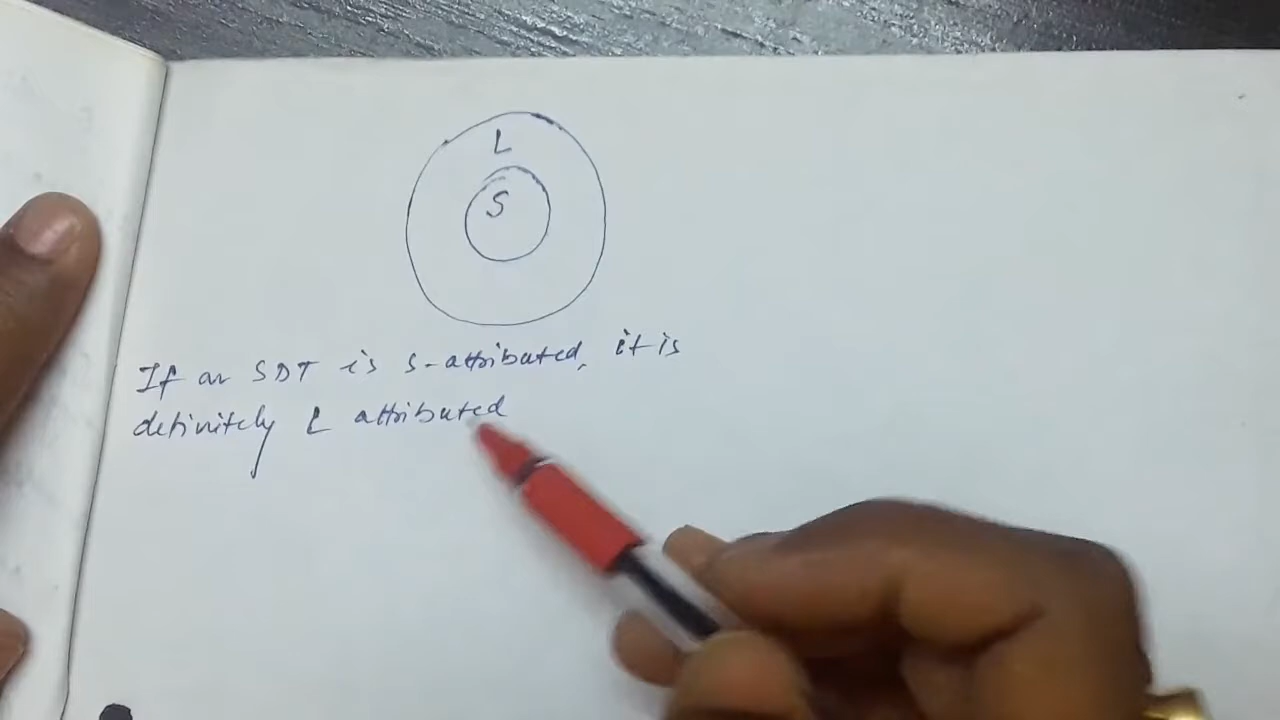 L
S
If an SDT is S-attributed, it is
definitely L attributed